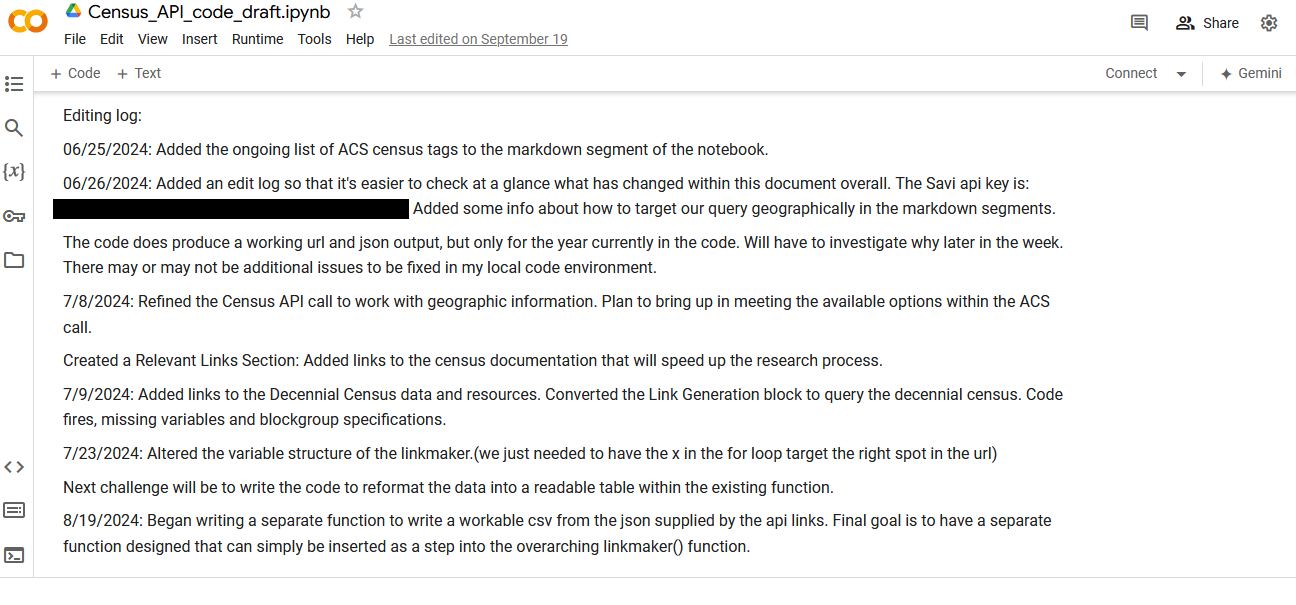 Census_API_code_draft.ipynb
File Edit View Insert Runtime Tools Help Last edited on September 19
Share
+ Code + Text
Connect
Gemini
Editing log:
06/25/2024: Added the ongoing list of ACS census tags to the markdown segment of the notebook.
06/26/2024: Added an edit log so that it's easier to check at a glance what has changed within this document overall. The Savi api key is:
Added some info about how to target our query geographically in the markdown segments.
The code does produce a working url and json output, but only for the year currently in the code. Will have to investigate why later in the week.
There may or may not be additional issues to be fixed in my local code environment.
7/8/2024: Refined the Census API call to work with geographic information. Plan to bring up in meeting the available options within the ACS
call.
Created a Relevant Links Section: Added links to the census documentation that will speed up the research process.
7/9/2024: Added links to the Decennial Census data and resources. Converted the Link Generation block to query the decennial census. Code
fires, missing variables and blockgroup specifications.
7/23/2024: Altered the variable structure of the linkmaker.(we just needed to have the x in the for loop target the right spot in the url)
Next challenge will be to write the code to reformat the data into a readable table within the existing function.
8/19/2024: Began writing a separate function to write a workable csv from the json supplied by the api links. Final goal is to have a separate
function designed that can simply be inserted as a step into the overarching linkmaker() function.